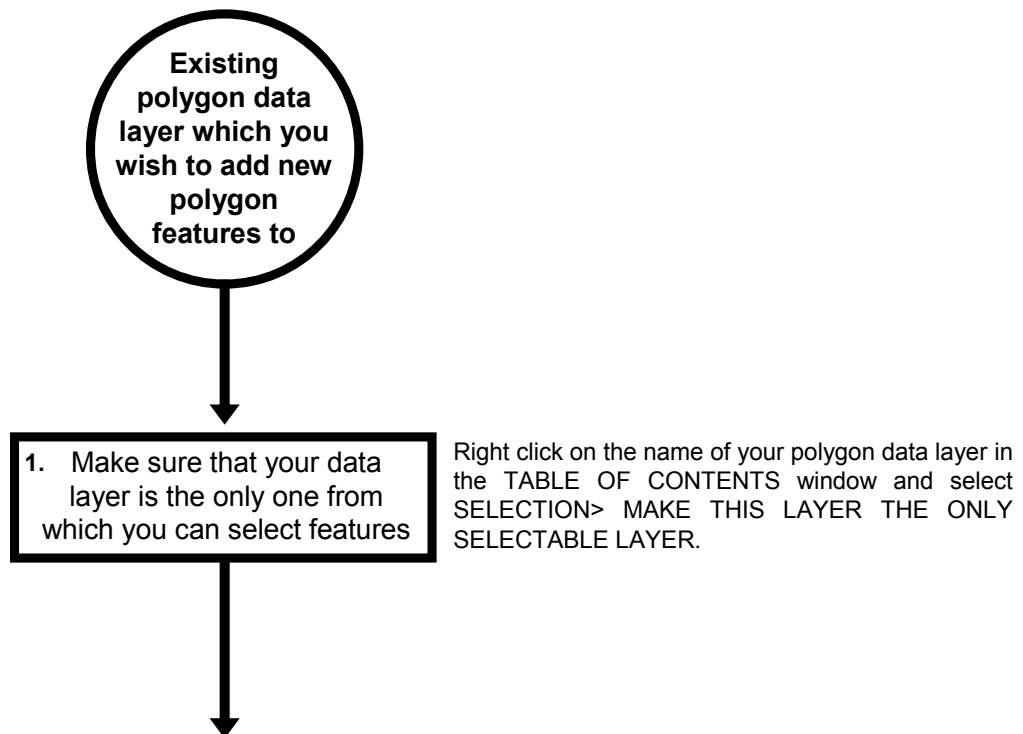 Existing
polygon data
layer which you
wish to add new
polygon
features to
1. Make sure that your data
layer is the only one from
which you can select features
Right click on the name of your polygon data layer in
the TABLE OF CONTENTS window and select
SELECTION> MAKE THIS LAYER THE ONLY
SELECTABLE LAYER.